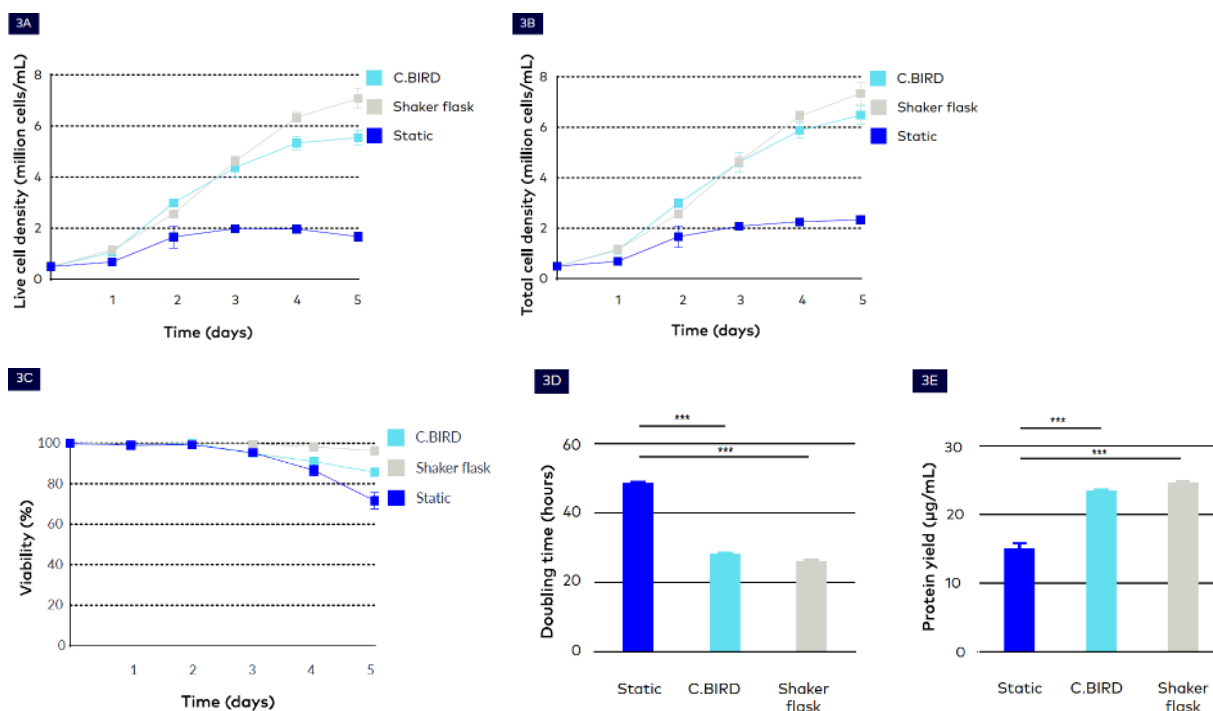 3A
Live cell density (million cells/mL)
8
6
4
2
0
1 2 3 4 5
Time (days)
C.BIRD
Shaker flask
Static
3B
Total cell density (million cells/mL)
8
6
4
2
0
1 2 3 4 5
Time (days)
C.BIRD
Shaker flask
Static
3C
Viability (%)
100
80
60
40
20
0
1 2 3 4 5
Time (days)
C.BIRD
Shaker flask
Static
3D
Doubling time (hours)
60
40
20
0
***
***
Static C.BIRD Shaker
flask
3E
Protein yield (µg/mL)
30
20
10
0
***
***
Static C.BIRD Shaker
flask